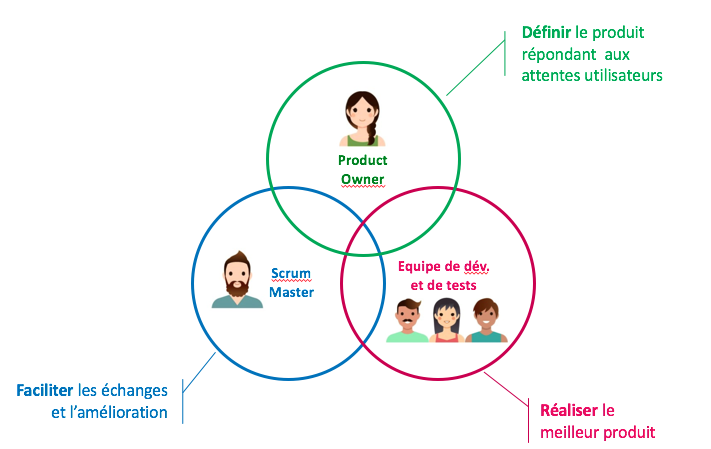 Définir le produit
répondant aux
attentes utilisateurs
Product
Owner
Scrum
Master
Equipe de dév.
et de tests
Faciliter les échanges
et l’amélioration
Réaliser le
meilleur produit